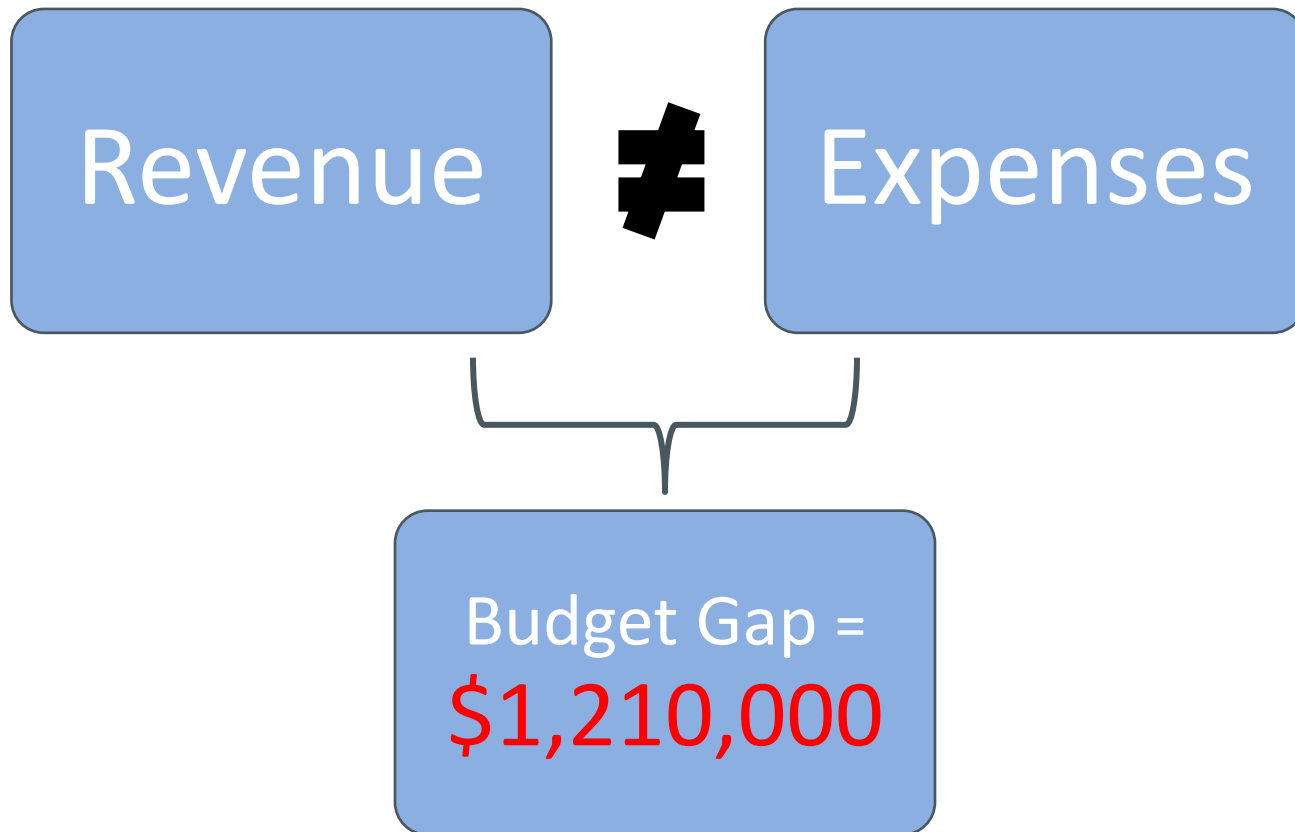 Revenue
≠
Expenses
Budget Gap =
$1,210,000